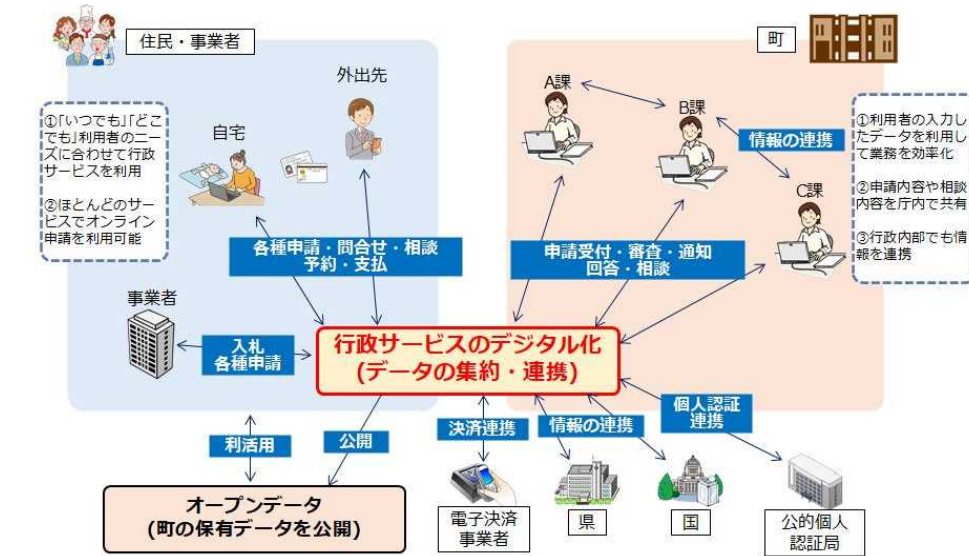 住民・事業者
町
外出先
自宅
①「いつでも」「どこ
でも」利用者のニー
ズに合わせて行政
サービスを利用
②ほとんどのサー
ビスでオンライン
申請を利用可能
各種申請・問合せ・相談
予約・支払
事業者
入札
各種申請
A課
B課
C課
情報の連携
①利用者の入力し
たデータを利用し
て業務を効率化
②申請内容や相談
内容を庁内で共有
③行政内部でも情
報を連携
申請受付・審査・通知
回答・相談
行政サービスのデジタル化
(データの集約・連携)
利活用
公開
決済連携
情報の連携
個人認証
連携
オープンデータ
(町の保有データを公開)
電子決済
事業者
県
国
公的個人
認証局